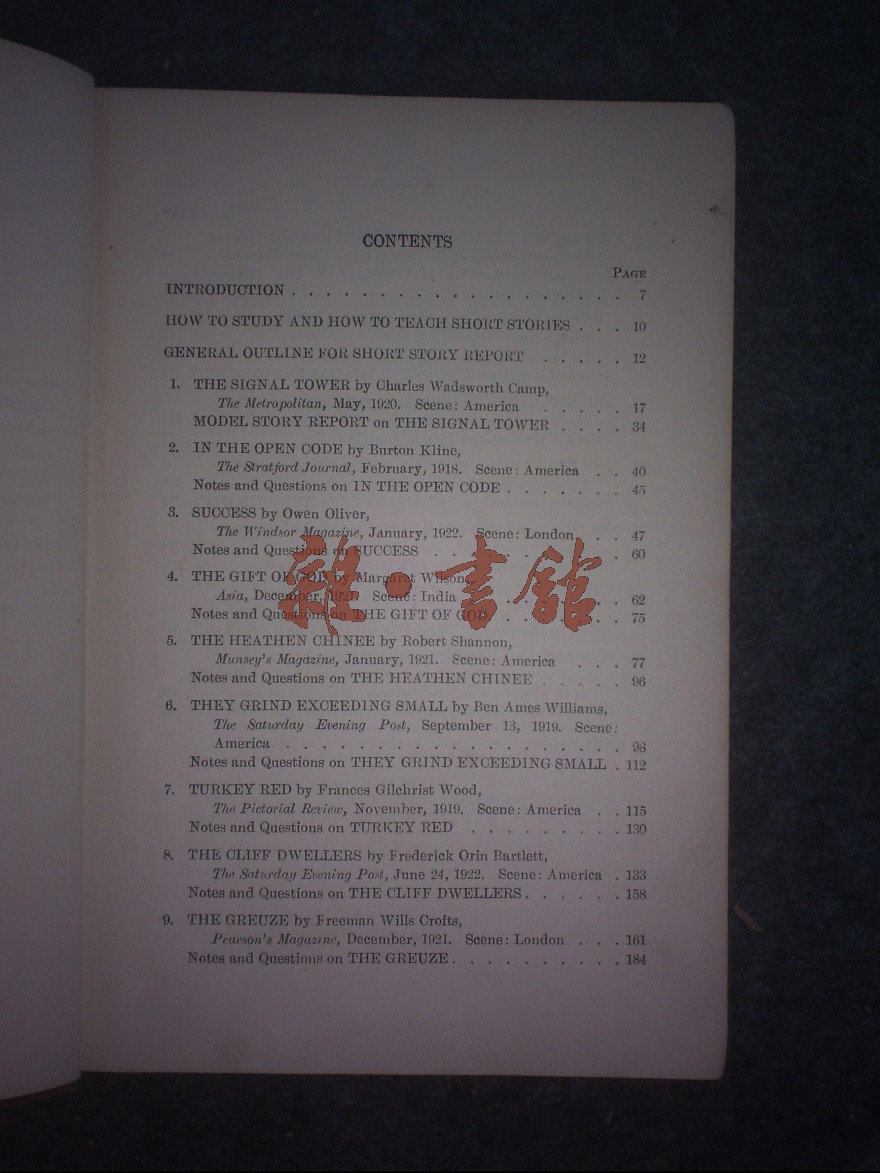 CONTENTS
PAGE
INTRODUCTION . . . . . . . . . . . . . . . . . . . 7
HOW TO STUDY AND HOW TO TEACH SHORT STORIES . . . 10
GENERAL OUTLINE FOR SHORT STORY REPORT . . . . . 12
1. THE SIGNAL TOWER by Charles Wadsworth Camp,
The Metropolitan, May, 1920. Scene: America . . . . . 17
MODEL STORY REPORT on THE SIGNAL TOWER . . . . 34
2. IN THE OPEN CODE by Burton Kline,
The Stratford Journal, February, 1918. Scene: America . . 40
Notes and Questions on IN THE OPEN CODE . . . . . . . 45
3. SUCCESS by Owen Oliver,
The Windsor Magazine, January, 1922. Scene: London . . 47
Notes and Questions on SUCCESS . . . . . . . . . . . 60
4. THE GIFT OF GOD by Margaret Wilson,
Asia, December, 1921. Scene: India . . . . . . . . . 62
Notes and Questions on THE GIFT OF GOD . . . . . . . 75
5. THE HEATHEN CHINEE by Robert Shannon,
Munsey's Magazine, January, 1921. Scene: America . . . 77
Notes and Questions on THE HEATHEN CHINEE . . . . . 96
6. THEY GRIND EXCEEDING SMALL by Ben Ames Williams,
The Saturday Evening Post, September 13, 1919. Scene:
America . . . . . . . . . . . . . . . . . . . 98
Notes and Questions on THEY GRIND EXCEEDING SMALL . 112
7. TURKEY RED by Frances Gilchrist Wood,
The Pictorial Review, November, 1919. Scene: America . . 115
Notes and Questions on TURKEY RED . . . . . . . . . 130
8. THE CLIFF DWELLERS by Frederick Orin Bartlett,
The Saturday Evening Post, June 24, 1922. Scene: America . 133
Notes and Questions on THE CLIFF DWELLERS . . . . . . 158
9. THE GREUZE by Freeman Wills Crofts,
Pearson's Magazine, December, 1921. Scene: London . . . 161
Notes and Questions on THE GREUZE . . . . . . . . . . 184
雜·書館